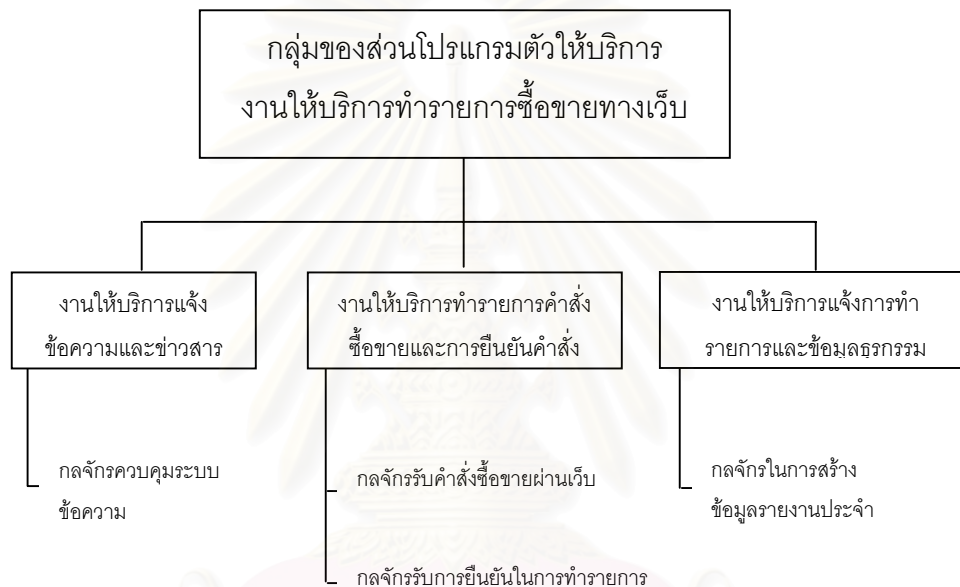 กลุ่มของส่วนโปรแกรมตัวให้บริการ
งานให้บริการทำรายการซื้อขายทางเว็บ
งานให้บริการแจ้ง
ข้อความและข่าวสาร
งานให้บริการทำรายการคำสั่ง
ซื้อขายและการยืนยันคำสั่ง
งานให้บริการแจ้งการทำ
รายการและข้อมูลธุรกรรม
กลจักรควบคุมระบบ
ข้อความ
กลจักรรับคำสั่งซื้อขายผ่านเว็บ
กลจักรรับการยืนยันในการทำรายการ
กลจักรในการสร้าง
ข้อมูลรายงานประจำ